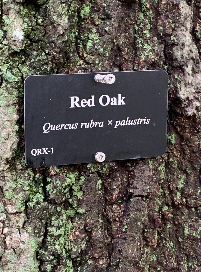 Red Oak
Quercus rubra × palustris
QRX-1